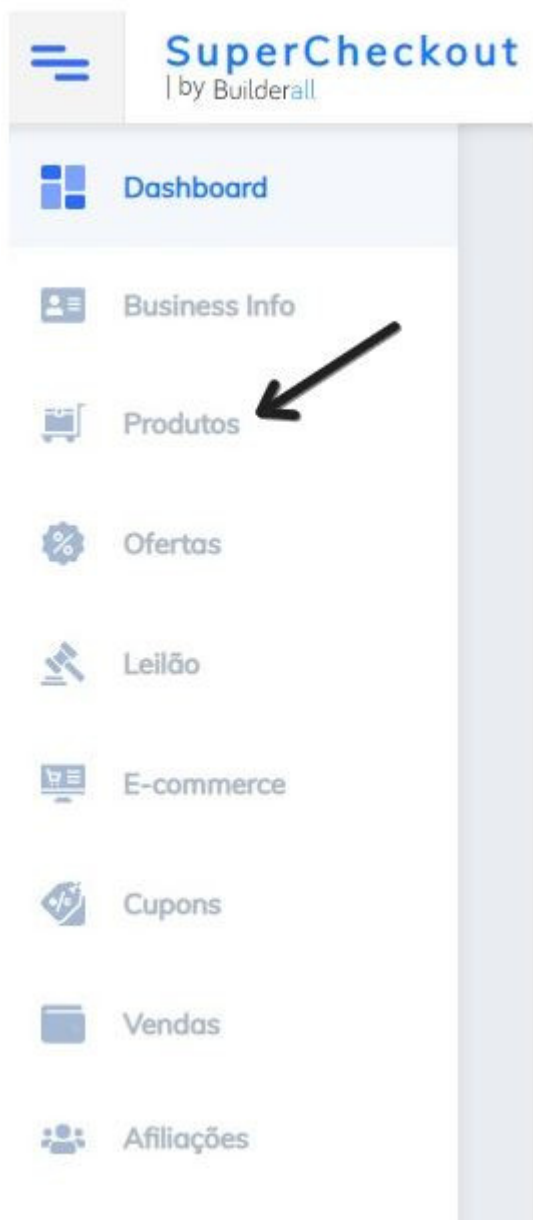 SuperCheckout
| by Builderall
Dashboard
Business Info
Produtos
Ofertas
Leilão
E-commerce
Cupons
Vendas
Afiliações